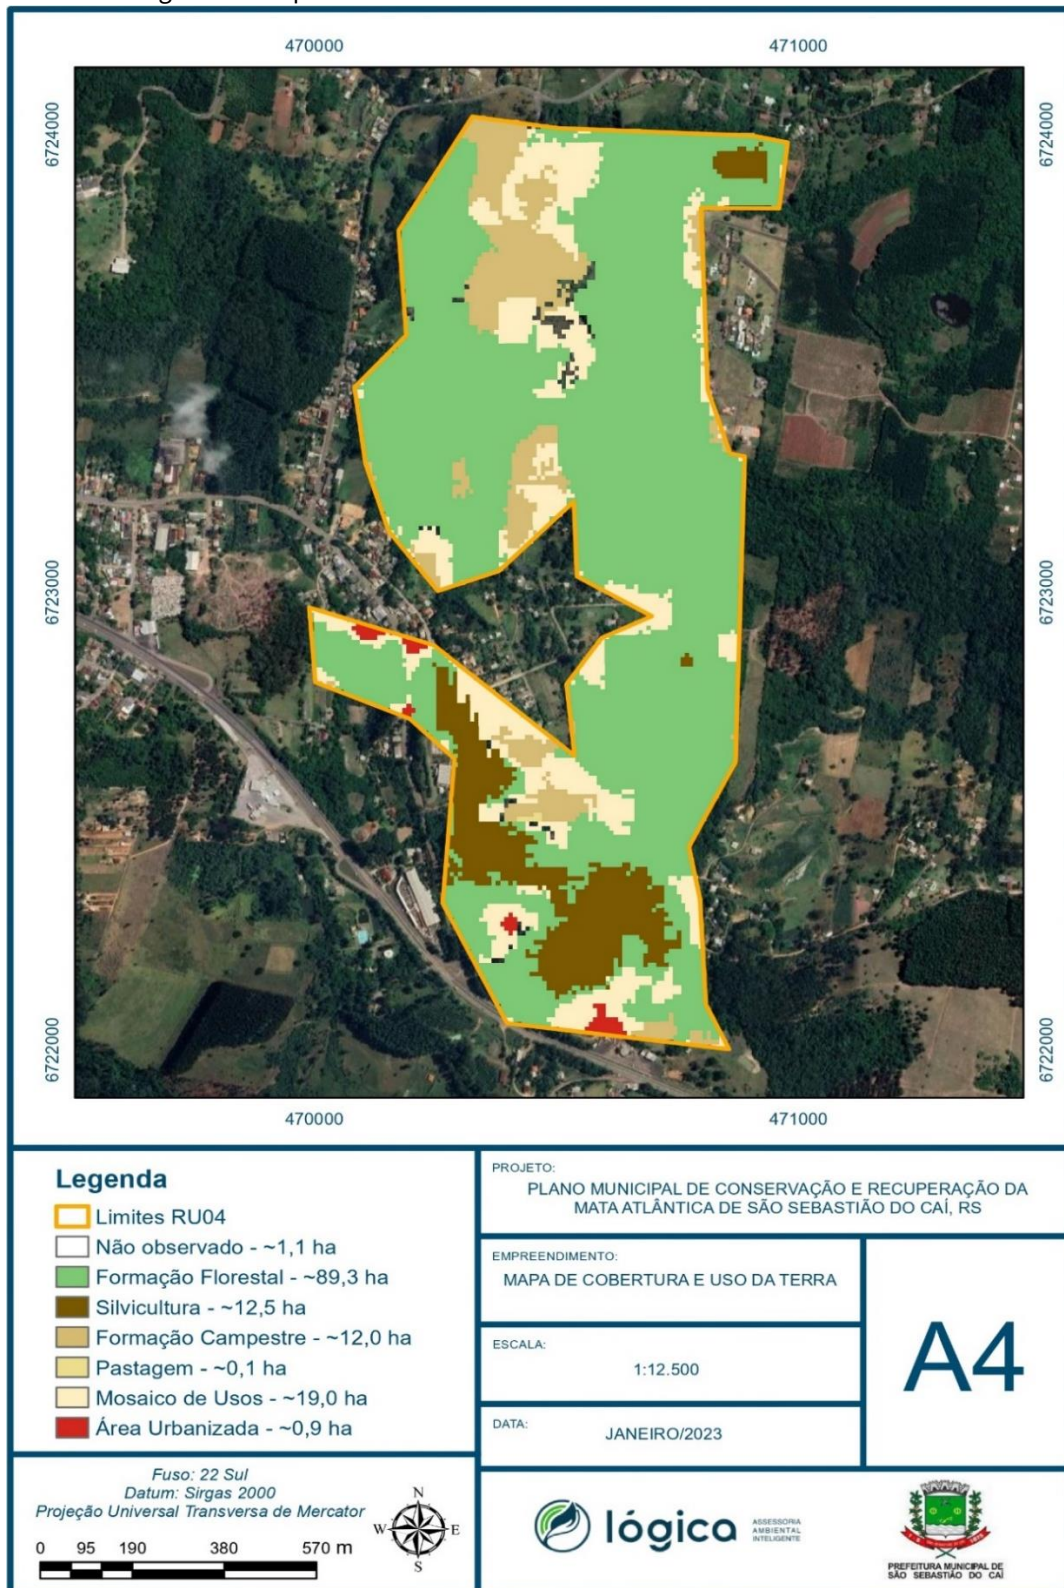 470000
471000
6724000
6724000
6723000
6723000
6722000
6722000
470000
471000
Legenda
Limites RU04
Não observado - ~1,1 ha
Formação Florestal - ~89,3 ha
Silvicultura - ~12,5 ha
Formação Campestre - ~12,0 ha
Pastagem - ~0,1 ha
Mosaico de Usos - ~19,0 ha
Área Urbanizada - ~0,9 ha
Fuso: 22 Sul
Datum: Sirgas 2000
Projeção Universal Transversa de Mercator
0 95 190 380 570 m
N
W E
S
PROJETO:
PLANO MUNICIPAL DE CONSERVAÇÃO E RECUPERAÇÃO DA
MATA ATLÂNTICA DE SÃO SEBASTIÃO DO CAÍ, RS
EMPREENDIMENTO:
MAPA DE COBERTURA E USO DA TERRA
ESCALA:
1:12.500
DATA:
JANEIRO/2023
A4
lógica
ASSESSORIA
AMBIENTAL
INTELIGENTE
PREFEITURA MUNICIPAL DE
SÃO SEBASTIÃO DO CAÍ